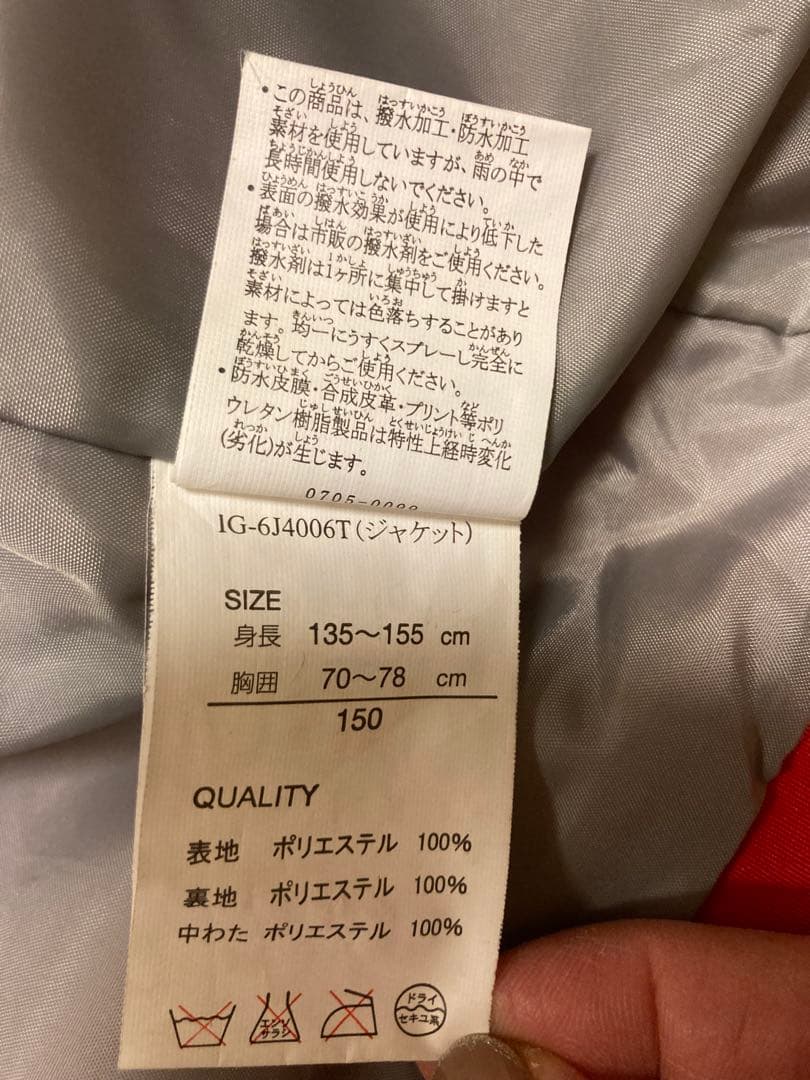 ・この商品は、撥水加工・防水加工
素材を使用していますが、雨の中で
長時間使用しないでください。
・表面の撥水効果が使用により低下した
場合は市販の撥水剤をご使用ください。
撥水剤は1ヶ所に集中して掛けますと
素材によっては色落ちすることがあり
ます。均一にうすくスプレーし完全に
乾燥してからご使用ください。
・防水皮膜・合成皮革・プリント等ポリ
ウレタン樹脂製品は特性上経時変化
(劣化)が生じます。
IG-6J4006T(ジャケット)
SIZE
身長 135～155 cm
胸囲 70～78 cm
150
QUALITY
表地 ポリエステル 100%
裏地 ポリエステル 100%
中わた ポリエステル 100%
エンソ
サラシ
ドライ
セキユ系